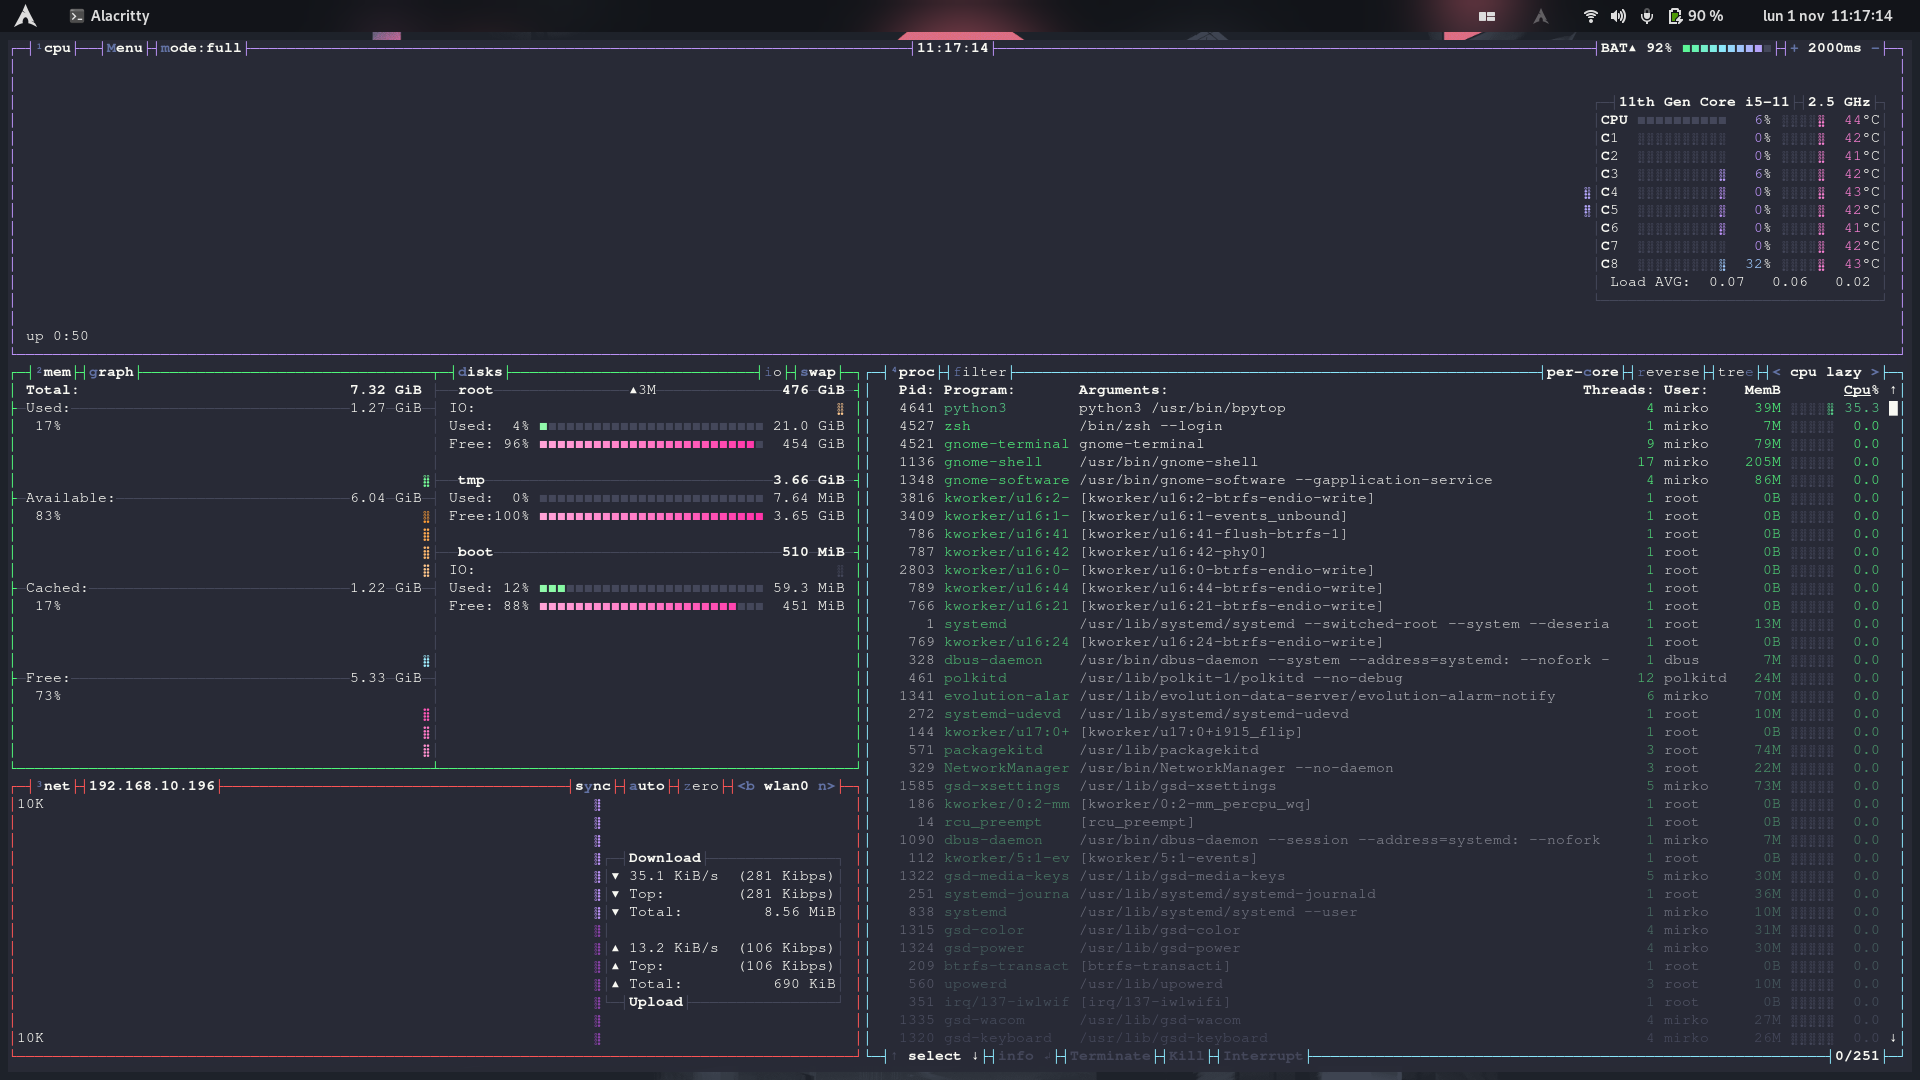 Alacritty
90 %
lun 1 nov 11:17:14
¹cpu Menu mode:full 11:17:14 BAT▲ 92% + 2000ms -
11th Gen Core i5-11 2.5 GHz
CPU 6% 44°C
C1 0% 42°C
C2 0% 41°C
C3 6% 42°C
C4 0% 43°C
C5 0% 42°C
C6 0% 41°C
C7 0% 42°C
C8 32% 43°C
Load AVG: 0.07 0.06 0.02
up 0:50
²mem graph
Total: 7.32 GiB
Used: 1.27 GiB
17%
Available: 6.04 GiB
83%
Cached: 1.22 GiB
17%
Free: 5.33 GiB
73%
disks io swap
root ▲3M 476 GiB
IO:
Used: 4% 21.0 GiB
Free: 96% 454 GiB
tmp 3.66 GiB
Used: 0% 7.64 MiB
Free:100% 3.65 GiB
boot 510 MiB
IO:
Used: 12% 59.3 MiB
Free: 88% 451 MiB
³net 192.168.10.196 sync auto zero <b wlan0 n>
10K
Download
▼ 35.1 KiB/s (281 Kibps)
▼ Top: (281 Kibps)
▼ Total: 8.56 MiB
▲ 13.2 KiB/s (106 Kibps)
▲ Top: (106 Kibps)
▲ Total: 690 KiB
Upload
10K
⁴proc filter per-core reverse tree < cpu lazy >
Pid: Program: Arguments: Threads: User: MemB Cpu% ↑
4641 python3 python3 /usr/bin/bpytop 4 mirko 39M 35.3
4527 zsh /bin/zsh --login 1 mirko 7M 0.0
4521 gnome-terminal gnome-terminal 9 mirko 79M 0.0
1136 gnome-shell /usr/bin/gnome-shell 17 mirko 205M 0.0
1348 gnome-software /usr/bin/gnome-software --gapplication-service 4 mirko 86M 0.0
3816 kworker/u16:2- [kworker/u16:2-btrfs-endio-write] 1 root 0B 0.0
3409 kworker/u16:1- [kworker/u16:1-events_unbound] 1 root 0B 0.0
786 kworker/u16:41 [kworker/u16:41-flush-btrfs-1] 1 root 0B 0.0
787 kworker/u16:42 [kworker/u16:42-phy0] 1 root 0B 0.0
2803 kworker/u16:0- [kworker/u16:0-btrfs-endio-write] 1 root 0B 0.0
789 kworker/u16:44 [kworker/u16:44-btrfs-endio-write] 1 root 0B 0.0
766 kworker/u16:21 [kworker/u16:21-btrfs-endio-write] 1 root 0B 0.0
1 systemd /usr/lib/systemd/systemd --switched-root --system --deseria 1 root 13M 0.0
769 kworker/u16:24 [kworker/u16:24-btrfs-endio-write] 1 root 0B 0.0
328 dbus-daemon /usr/bin/dbus-daemon --system --address=systemd: --nofork - 1 dbus 7M 0.0
461 polkitd /usr/lib/polkit-1/polkitd --no-debug 12 polkitd 24M 0.0
1341 evolution-alar /usr/lib/evolution-data-server/evolution-alarm-notify 6 mirko 70M 0.0
272 systemd-udevd /usr/lib/systemd/systemd-udevd 1 root 10M 0.0
144 kworker/u17:0+ [kworker/u17:0+i915_flip] 1 root 0B 0.0
571 packagekitd /usr/lib/packagekitd 3 root 74M 0.0
329 NetworkManager /usr/bin/NetworkManager --no-daemon 3 root 22M 0.0
1585 gsd-xsettings /usr/lib/gsd-xsettings 5 mirko 73M 0.0
186 kworker/0:2-mm [kworker/0:2-mm_percpu_wq] 1 root 0B 0.0
14 rcu_preempt [rcu_preempt] 1 root 0B 0.0
1090 dbus-daemon /usr/bin/dbus-daemon --session --address=systemd: --nofork 1 mirko 7M 0.0
112 kworker/5:1-ev [kworker/5:1-events] 1 root 0B 0.0
1322 gsd-media-keys /usr/lib/gsd-media-keys 5 mirko 30M 0.0
251 systemd-journa /usr/lib/systemd/systemd-journald 1 root 36M 0.0
838 systemd /usr/lib/systemd/systemd --user 1 mirko 10M 0.0
1315 gsd-color /usr/lib/gsd-color 4 mirko 31M 0.0
1324 gsd-power /usr/lib/gsd-power 4 mirko 30M 0.0
209 btrfs-transact [btrfs-transacti] 1 root 0B 0.0
560 upowerd /usr/lib/upowerd 3 root 10M 0.0
351 irq/137-iwlwif [irq/137-iwlwifi] 1 root 0B 0.0
1335 gsd-wacom /usr/lib/gsd-wacom 4 mirko 27M 0.0
1320 gsd-keyboard /usr/lib/gsd-keyboard 4 mirko 26M 0.0 ↓
↑ select ↓ info ↲ Terminate Kill Interrupt 0/251